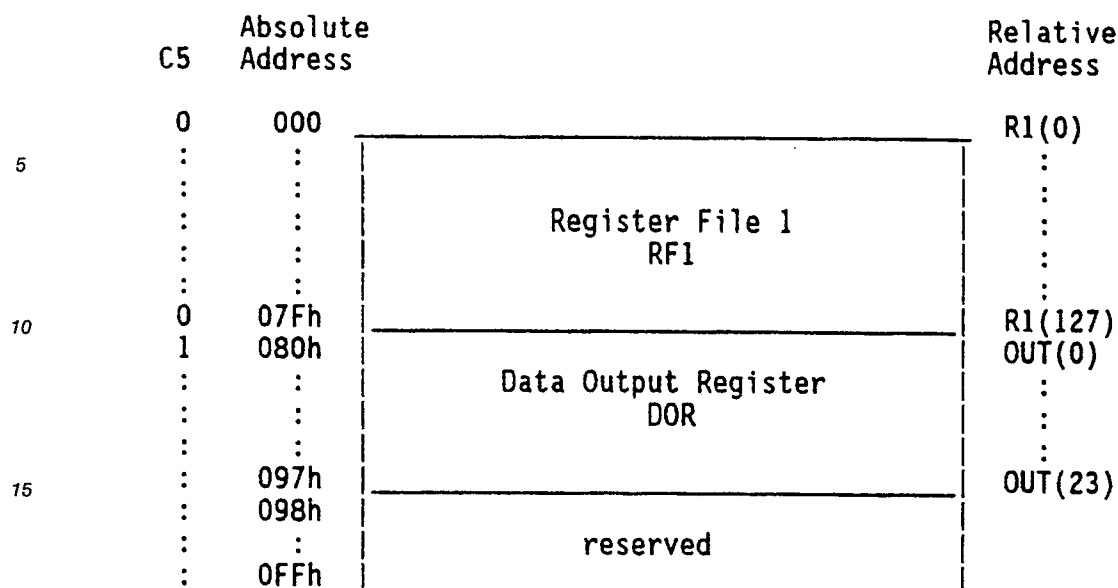 Absolute Relative
C5 Address Address
0 000 R1(0)
5 : : :
: : :
: : Register File 1 :
: : RF1 :
: : :
0 07Fh R1(127)
10
1 080h OUT(0)
: : Data Output Register :
: : DOR :
: : :
: 097h OUT(23)
15
: 098h
: : reserved
: 0FFh